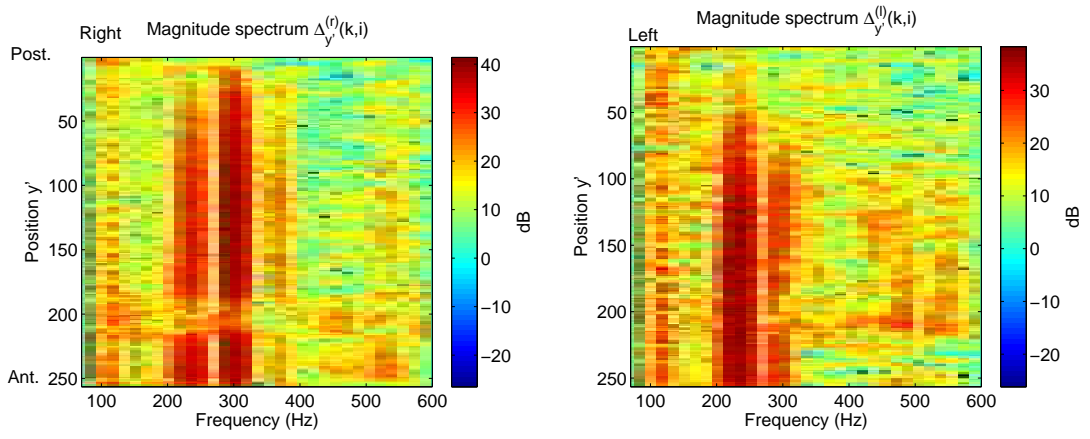 Right
Magnitude spectrum Δ_{y'}^{(r)}(k,i)
Post.
50
100
150
200
250
Ant.
Position y'
100 200 300 400 500 600
Frequency (Hz)
40
30
20
10
0
−10
−20
dB
Magnitude spectrum Δ_{y'}^{(l)}(k,i)
Left
50
100
150
200
250
Position y'
100 200 300 400 500 600
Frequency (Hz)
30
20
10
0
−10
−20
dB